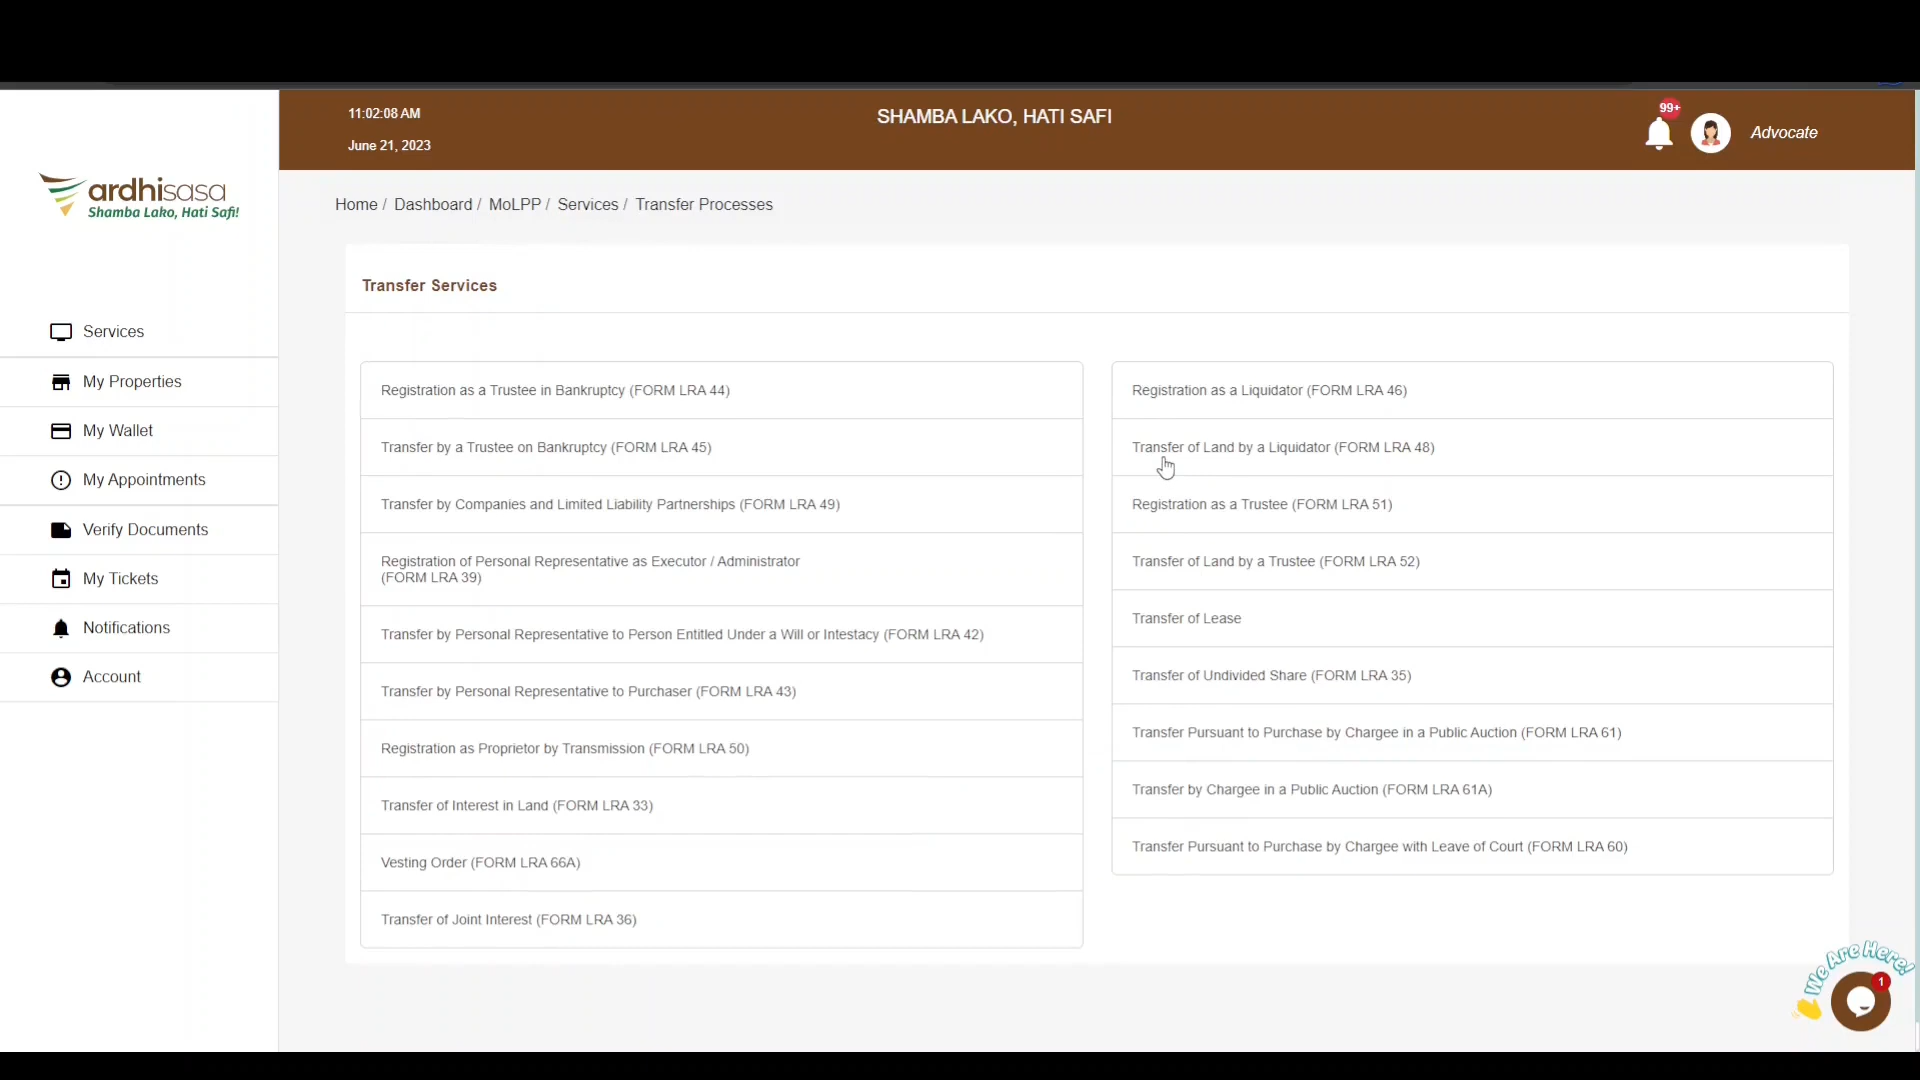 11:02:08 AM
June 21, 2023
SHAMBA LAKO, HATI SAFI
99+
Advocate
ardhisasa
Shamba Lako, Hati Safi!
Services
My Properties
My Wallet
My Appointments
Verify Documents
My Tickets
Notifications
Account
Home / Dashboard / MoLPP / Services / Transfer Processes
Transfer Services
Registration as a Trustee in Bankruptcy (FORM LRA 44)
Transfer by a Trustee on Bankruptcy (FORM LRA 45)
Transfer by Companies and Limited Liability Partnerships (FORM LRA 49)
Registration of Personal Representative as Executor / Administrator
(FORM LRA 39)
Transfer by Personal Representative to Person Entitled Under a Will or Intestacy (FORM LRA 42)
Transfer by Personal Representative to Purchaser (FORM LRA 43)
Registration as Proprietor by Transmission (FORM LRA 50)
Transfer of Interest in Land (FORM LRA 33)
Vesting Order (FORM LRA 66A)
Transfer of Joint Interest (FORM LRA 36)
Registration as a Liquidator (FORM LRA 46)
Transfer of Land by a Liquidator (FORM LRA 48)
Registration as a Trustee (FORM LRA 51)
Transfer of Land by a Trustee (FORM LRA 52)
Transfer of Lease
Transfer of Undivided Share (FORM LRA 35)
Transfer Pursuant to Purchase by Chargee in a Public Auction (FORM LRA 61)
Transfer by Chargee in a Public Auction (FORM LRA 61A)
Transfer Pursuant to Purchase by Chargee with Leave of Court (FORM LRA 60)
We Are Here!
1